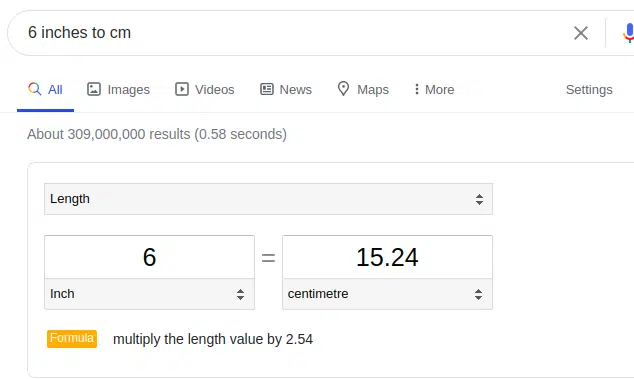 6 inches to cm
All Images Videos News Maps More Settings
About 309,000,000 results (0.58 seconds)
Length
6 = 15.24
Inch centimetre
Formula multiply the length value by 2.54